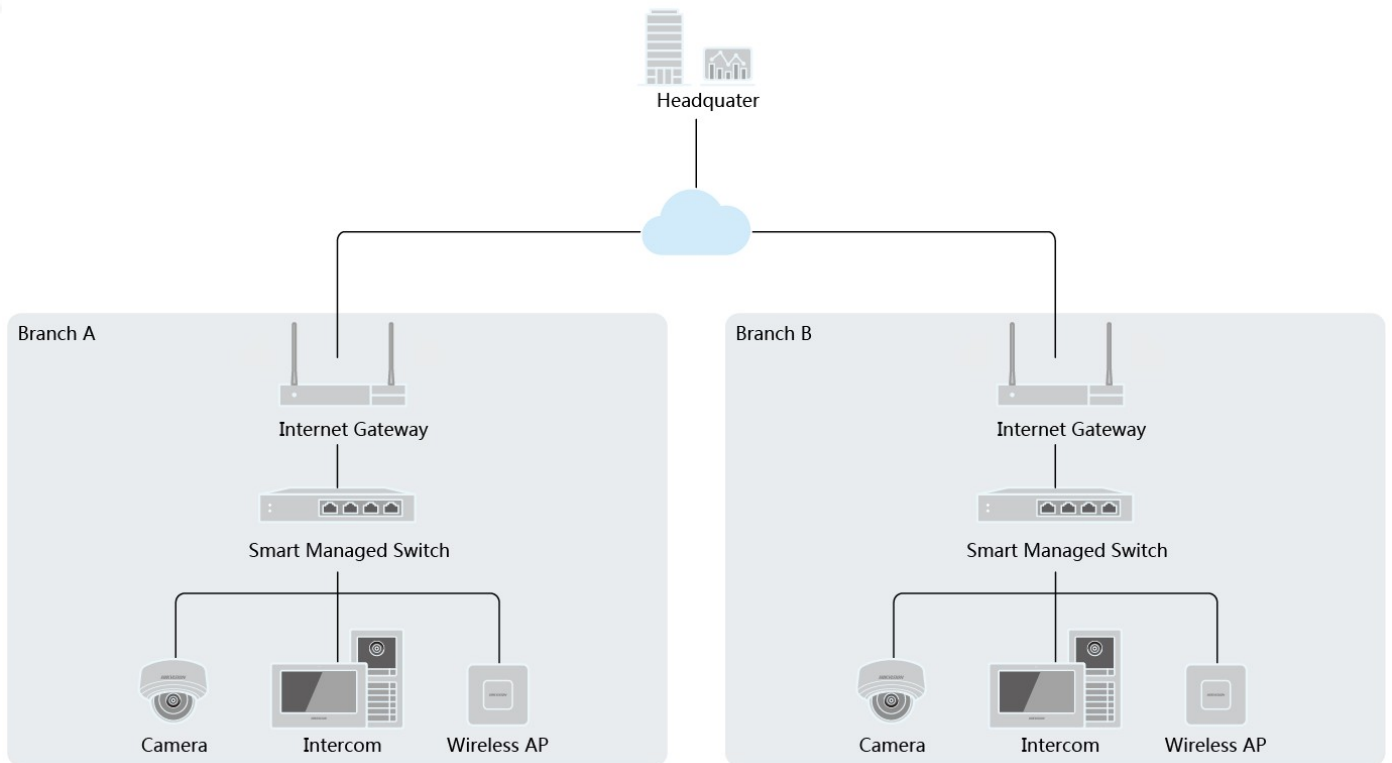 Headquater
Branch A
Branch B
Internet Gateway
Internet Gateway
Smart Managed Switch
Smart Managed Switch
Camera
Intercom
Wireless AP
Camera
Intercom
Wireless AP